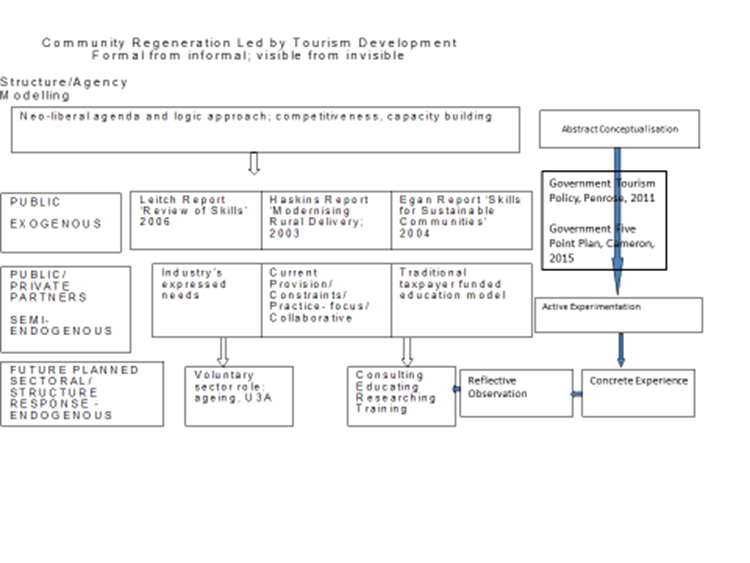 Community Regeneration Led by Tourism Development
Formal from informal; visible from invisible
Structure/Agency
Modelling
Neo-liberal agenda and logic approach; competitiveness, capacity building
Abstract Conceptualisation
PUBLIC
EXOGENOUS
Leitch Report
'Review of Skills'
2006
Haskins Report
'Modernising
Rural Delivery;
2003
Egan Report 'Skills
for Sustainable
Communities'
2004
Government Tourism
Policy, Penrose, 2011
Government Five
Point Plan, Cameron,
2015
PUBLIC/
PRIVATE
PARTNERS
SEMI-
ENDOGENOUS
Industry's
expressed
needs
Current
Provision/
Constraints/
Practice- focus/
Collaborative
Traditional
taxpayer funded
education model
Active Experimentation
FUTURE PLANNED
SECTORAL/
STRUCTURE
RESPONSE -
ENDOGENOUS
Voluntary
sector role;
ageing, U3A
Consulting
Educating
Researching
Training
Reflective
Observation
Concrete Experience